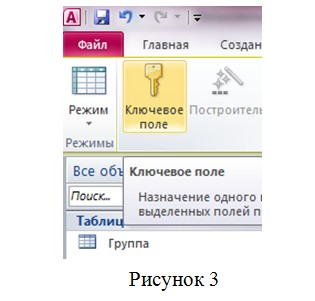 A
Файл Главная Создан
Режим
Ключевое поле
Построитель
Режимы
Все объ
Ключевое поле
Поиск...
Назначение одного
выделенных полей п
Таблиц
Группа
Рисунок 3